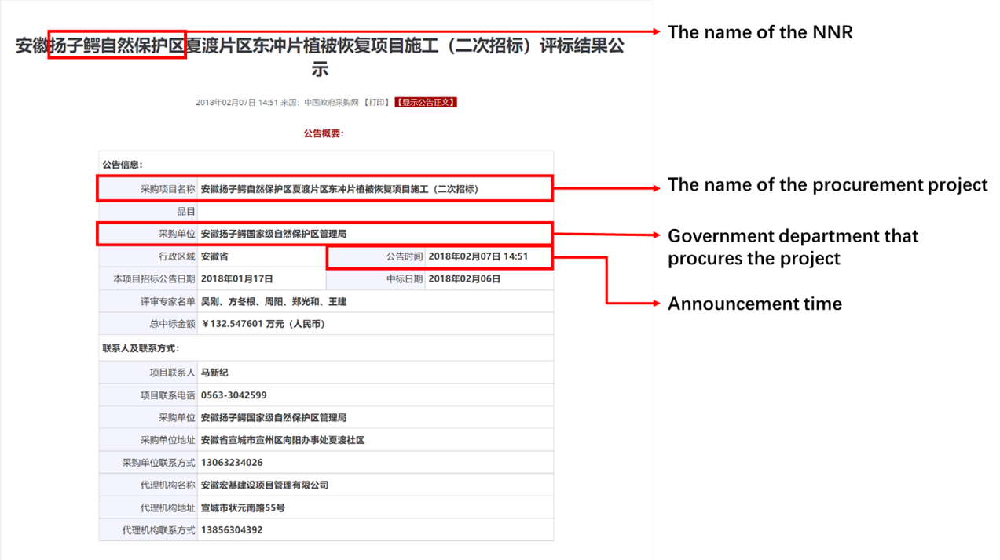 安徽扬子鳄自然保护区夏渡片区东冲片植被恢复项目施工（二次招标）评标结果公
示
The name of the NNR
2018年02月07日 14:51 来源：中国政府采购网 【打印】 【显示公告正文】
公告概要：
公告信息：
采购项目名称 安徽扬子鳄自然保护区夏渡片区东冲片植被恢复项目施工（二次招标）
The name of the procurement project
品目
采购单位 安徽扬子鳄国家级自然保护区管理局
Government department that
procures the project
行政区域 安徽省 公告时间 2018年02月07日 14:51
本项目招标公告日期 2018年01月17日 中标日期 2018年02月06日
Announcement time
评审专家名单 吴刚、方冬根、周阳、郑光和、王建
总中标金额 ￥132.547601 万元（人民币）
联系人及联系方式：
项目联系人 马新纪
项目联系电话 0563-3042599
采购单位 安徽扬子鳄国家级自然保护区管理局
采购单位地址 安徽省宣城市宣州区向阳办事处夏渡社区
采购单位联系方式 13063234026
代理机构名称 安徽宏基建设项目管理有限公司
代理机构地址 宣城市状元南路55号
代理机构联系方式 13856304392